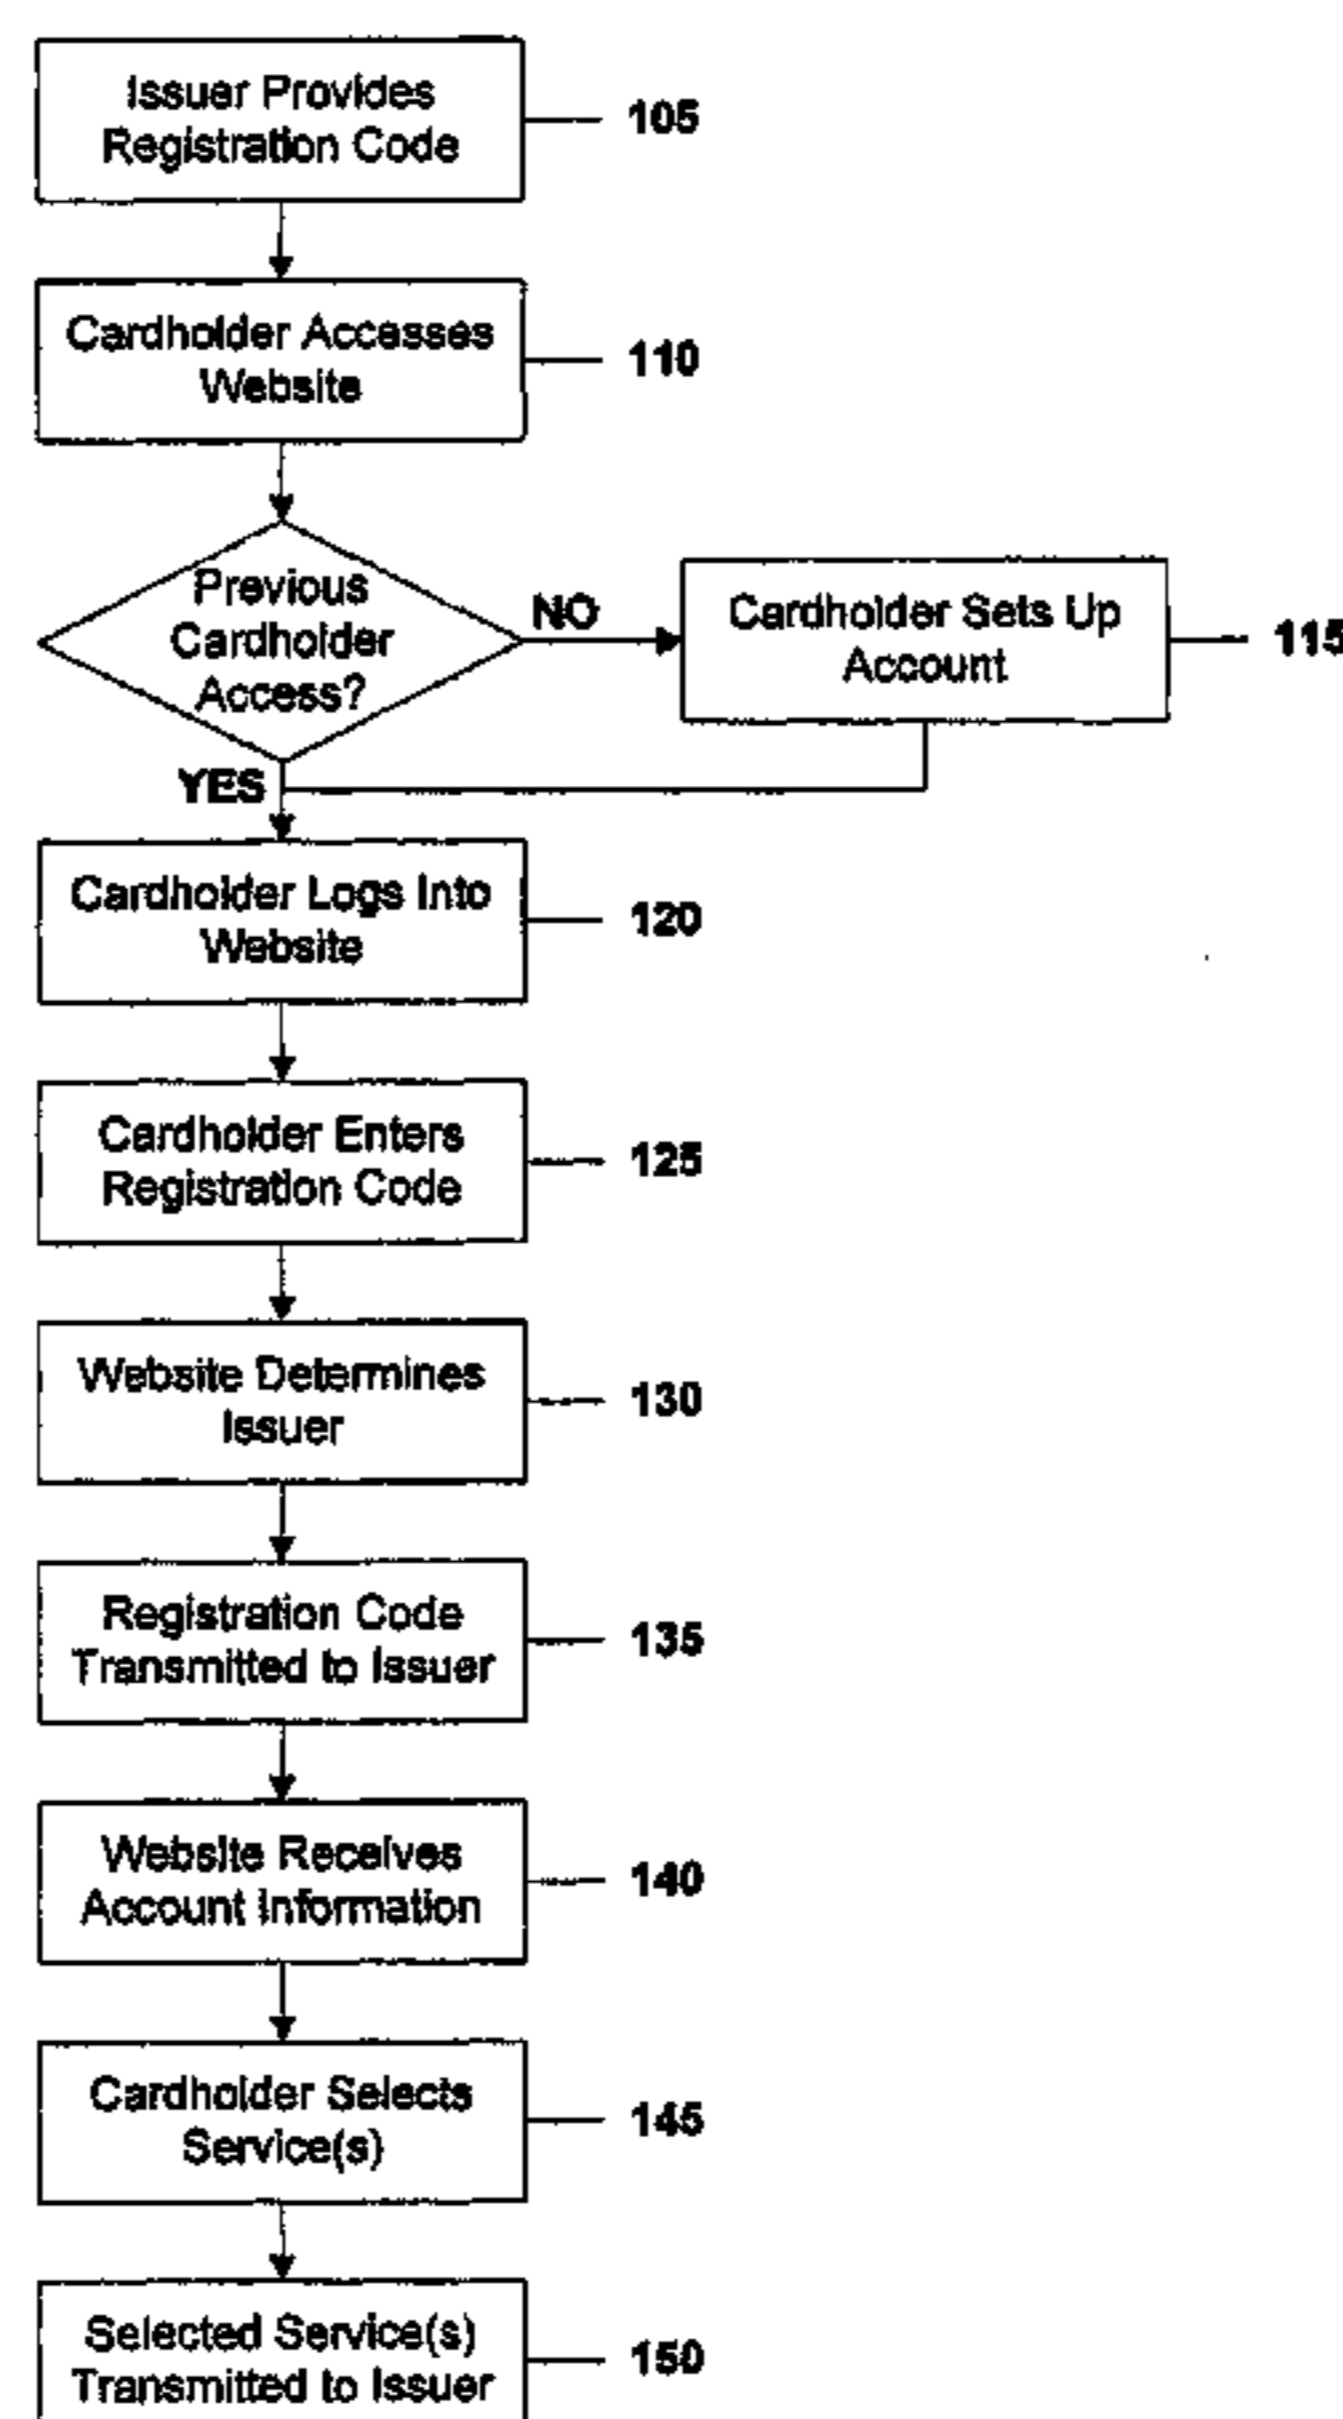 Issuer Provides
Registration Code
105
Cardholder Accesses
Website
110
Previous
Cardholder
Access?
NO
Cardholder Sets Up
Account
115
YES
Cardholder Logs Into
Website
120
Cardholder Enters
Registration Code
125
Website Determines
Issuer
130
Registration Code
Transmitted to Issuer
135
Website Receives
Account Information
140
Cardholder Selects
Service(s)
145
Selected Service(s)
Transmitted to Issuer
150